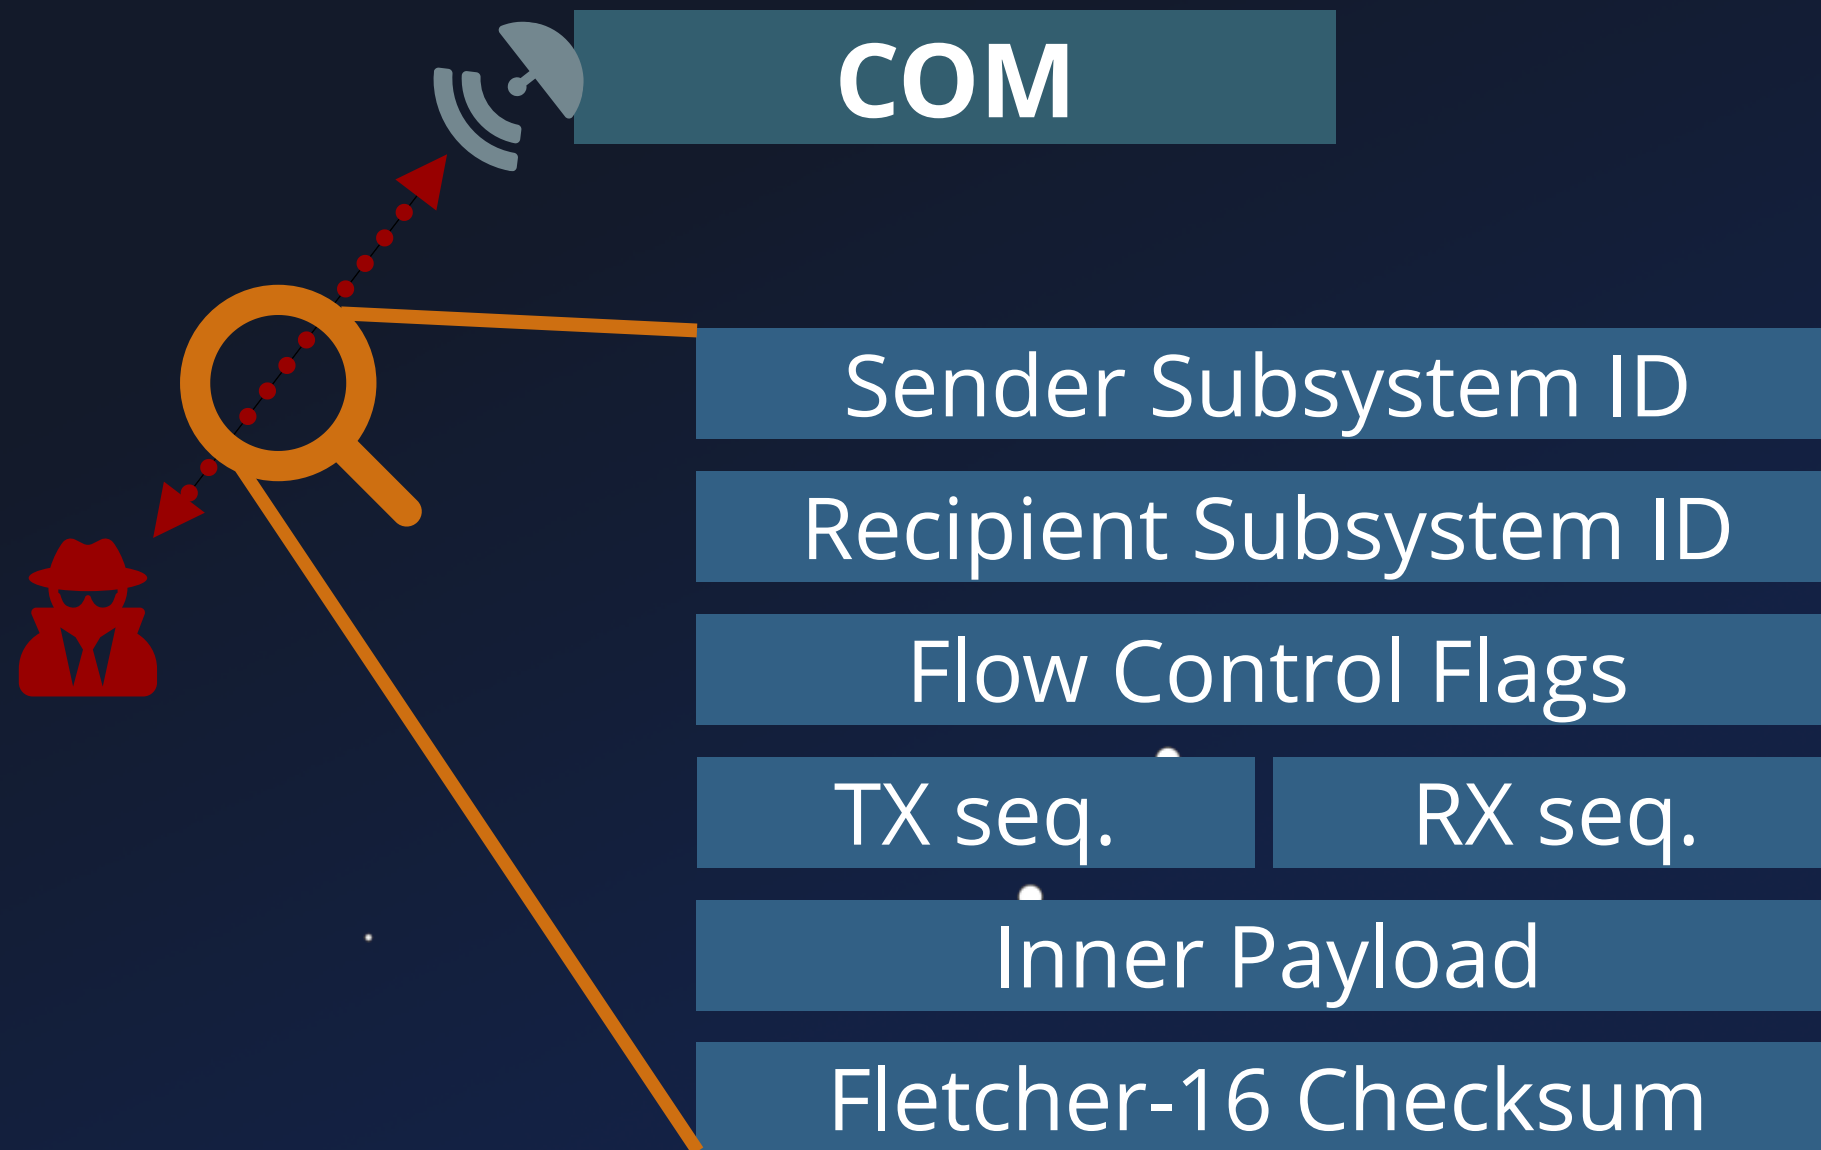 COM
Sender Subsystem ID
Recipient Subsystem ID
Flow Control Flags
TX seq. RX seq.
Inner Payload
Fletcher-16 Checksum